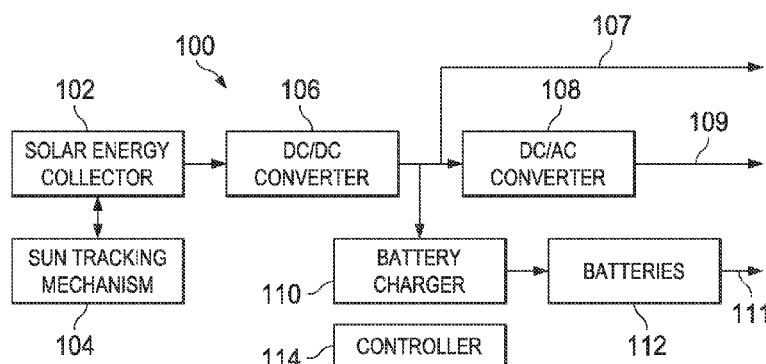 107
100
102
106
108
SOLAR ENERGY
COLLECTOR
DC/DC
CONVERTER
DC/AC
CONVERTER
109
SUN TRACKING
MECHANISM
BATTERY
CHARGER
BATTERIES
104
110
112
111
CONTROLLER
114